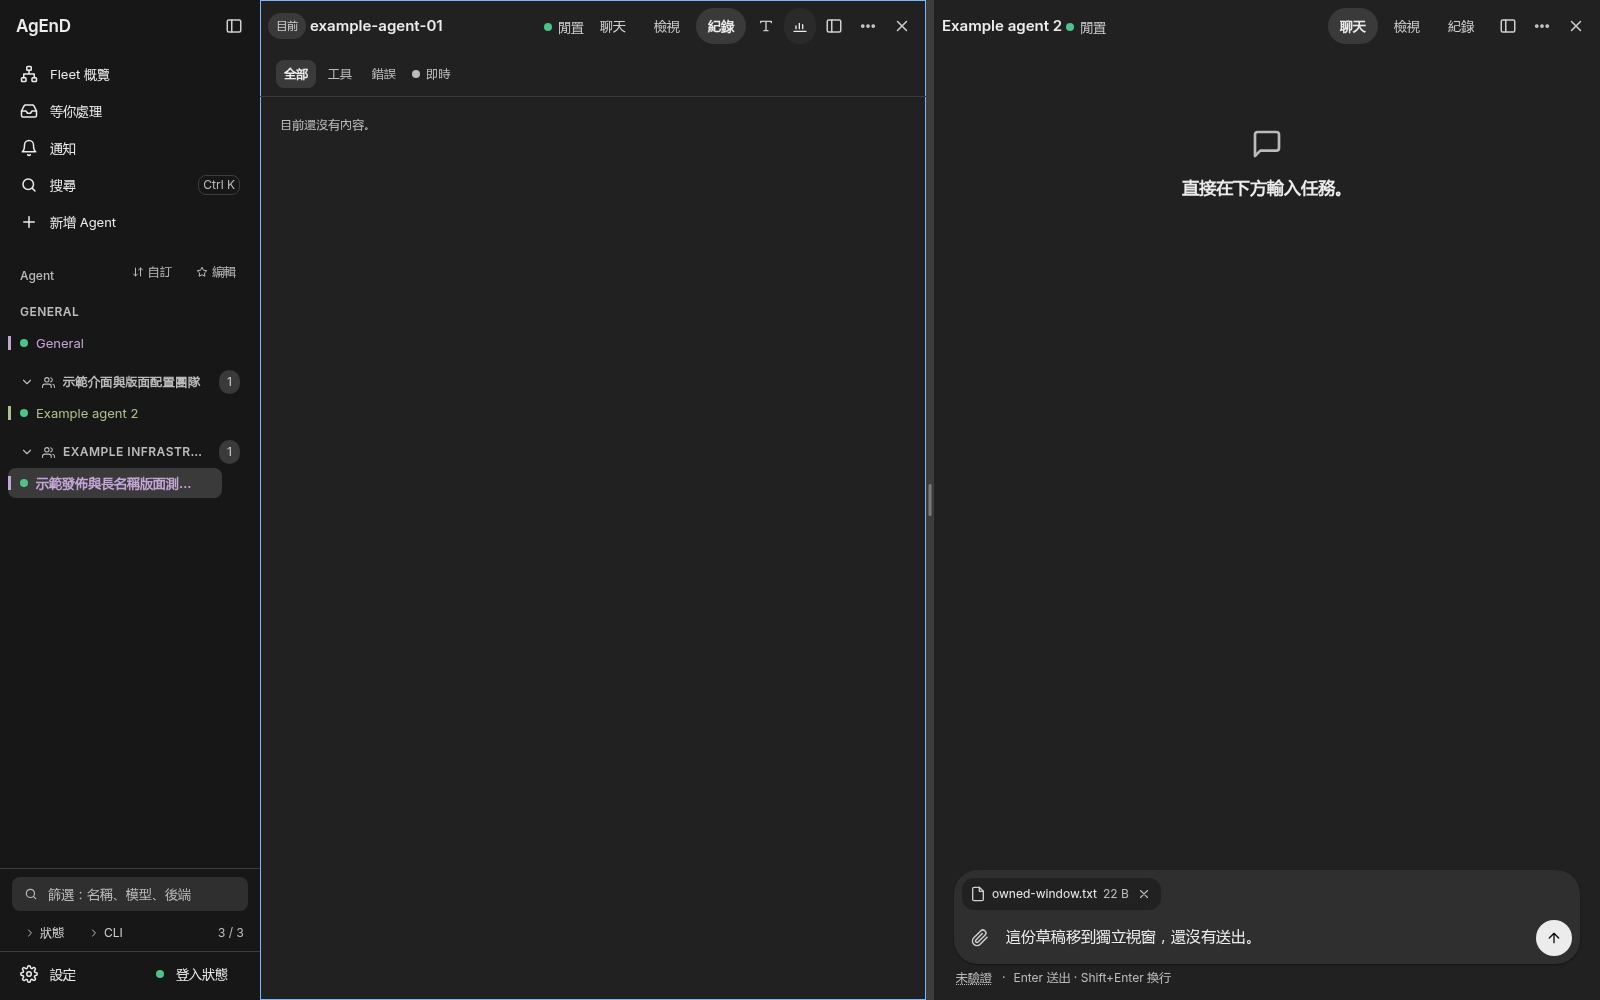 AgEnD
Fleet 概覽
等你處理
通知
搜尋 Ctrl K
新增 Agent
Agent 自訂 編輯
GENERAL
General
示範介面與版面配置團隊 1
Example agent 2
EXAMPLE INFRASTR... 1
示範發佈與長名稱版面測...
篩選：名稱、模型、後端
狀態 CLI 3 / 3
設定 登入狀態
目前 example-agent-01 閒置 聊天 檢視 紀錄
全部 工具 錯誤 即時
目前還沒有內容。
Example agent 2 閒置 聊天 檢視 紀錄
直接在下方輸入任務。
owned-window.txt 22 B
這份草稿移到獨立視窗，還沒有送出。
未驗證 · Enter 送出 · Shift+Enter 換行